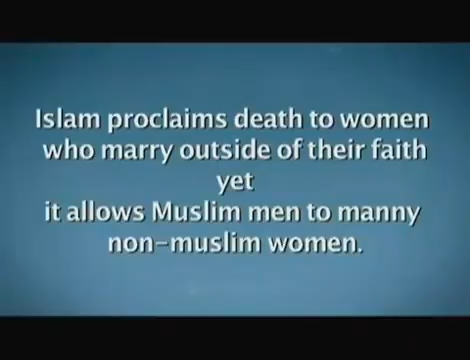 Islam proclaims death to women
who marry outside of their faith
yet
it allows Muslim men to manny
non-muslim women.